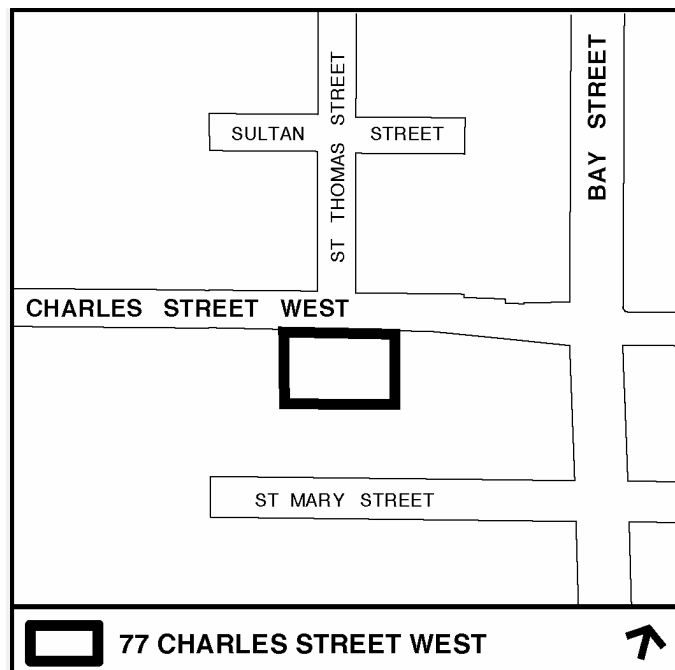 SULTAN STREET
ST THOMAS STREET
BAY STREET
CHARLES STREET WEST
ST MARY STREET
77 CHARLES STREET WEST